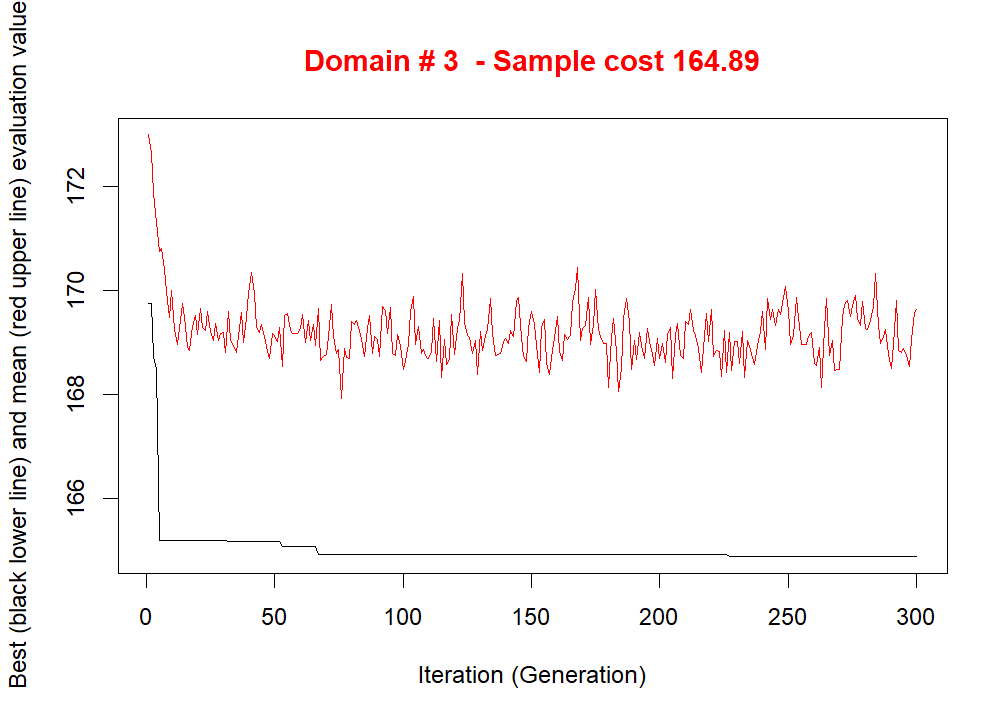 Domain # 3  - Sample cost 164.89
Best (black lower line) and mean (red upper line) evaluation value
172
170
168
166
0 50 100 150 200 250 300
Iteration (Generation)